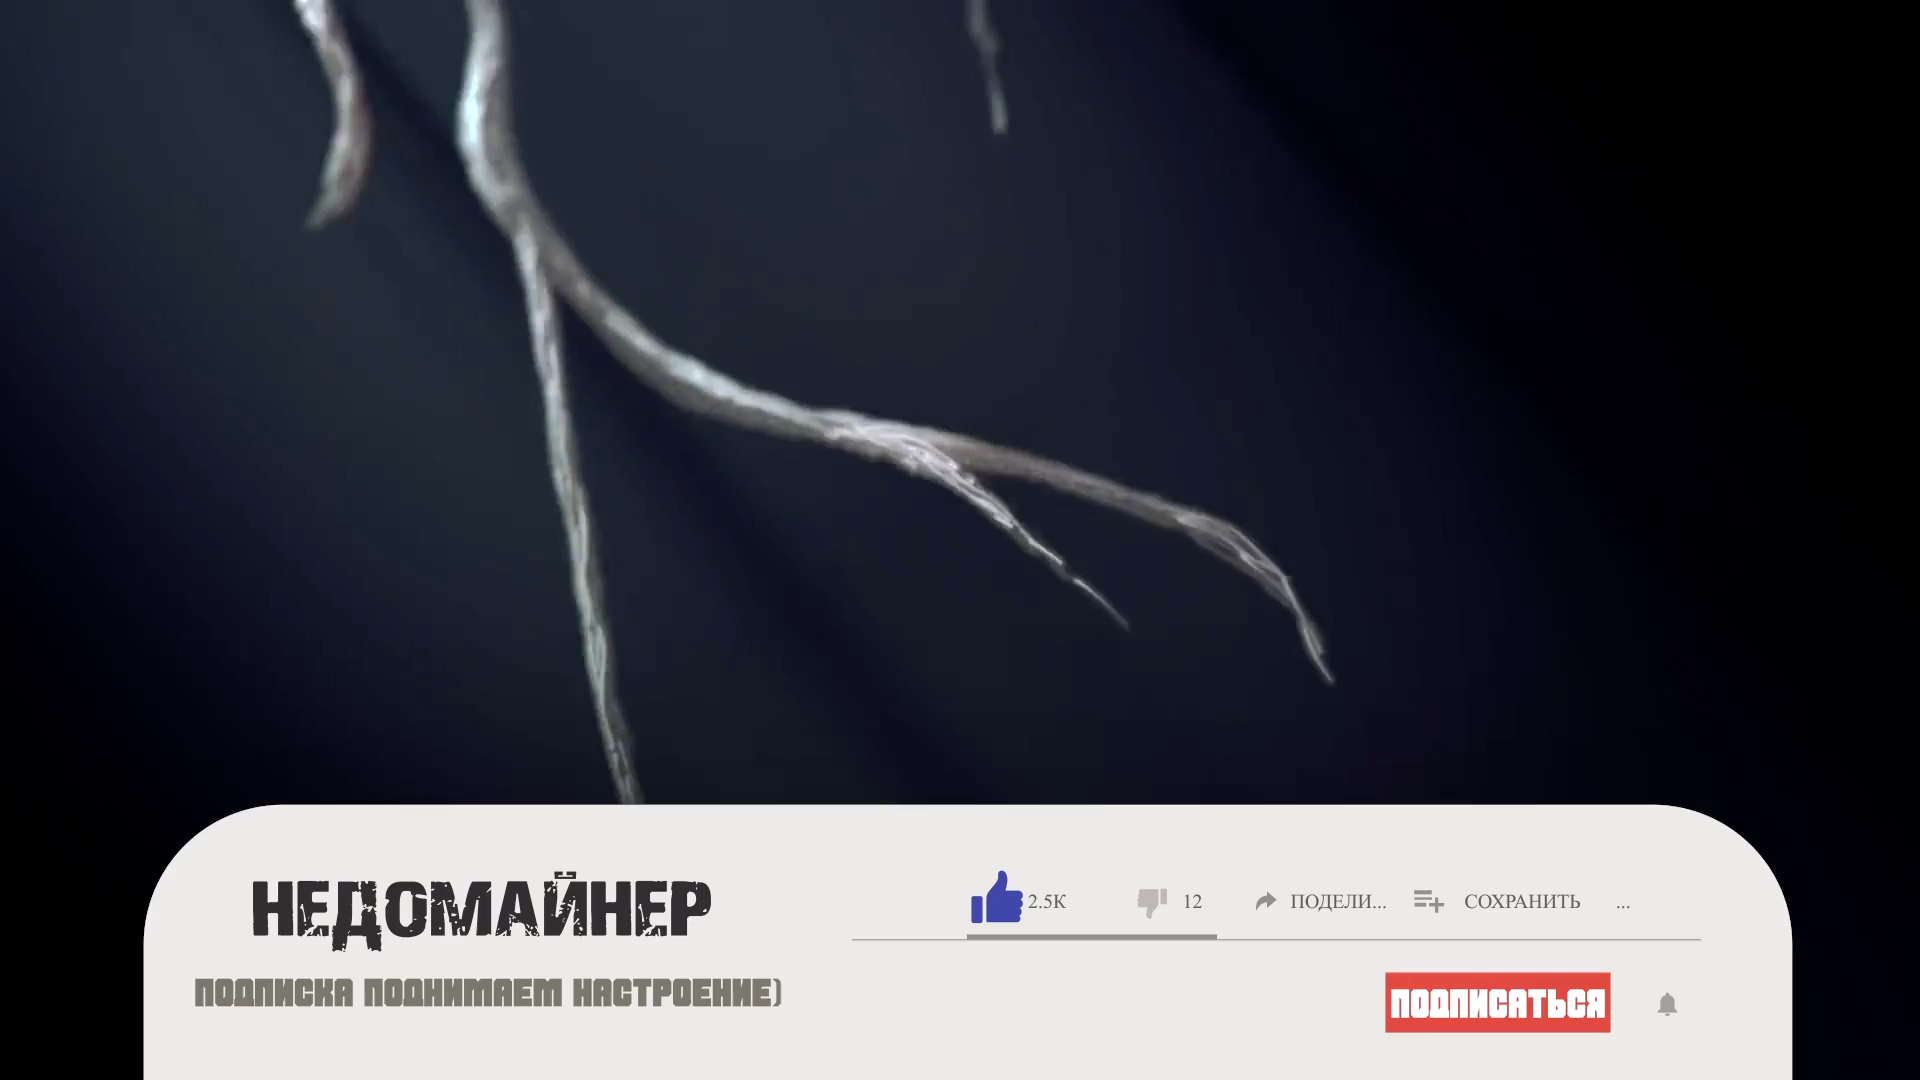 НЕДОМАЙНЕР
2.5K 12 ПОДЕЛИ... СОХРАНИТЬ ...
ПОДПИСКА ПОДНИМАЕМ НАСТРОЕНИЕ)
ПОДПИСАТЬСЯ